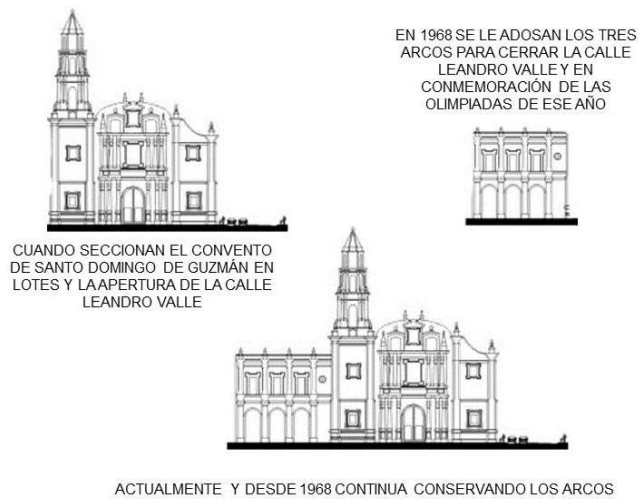 EN 1968 SE LE ADOSAN LOS TRES
ARCOS PARA CERRAR LA CALLE
LEANDRO VALLE Y EN
CONMEMORACIÓN DE LAS
OLIMPIADAS DE ESE AÑO
CUANDO SECCIONAN EL CONVENTO
DE SANTO DOMINGO DE GUZMÁN EN
LOTES Y LA APERTURA DE LA CALLE
LEANDRO VALLE
ACTUALMENTE Y DESDE 1968 CONTINUA CONSERVANDO LOS ARCOS